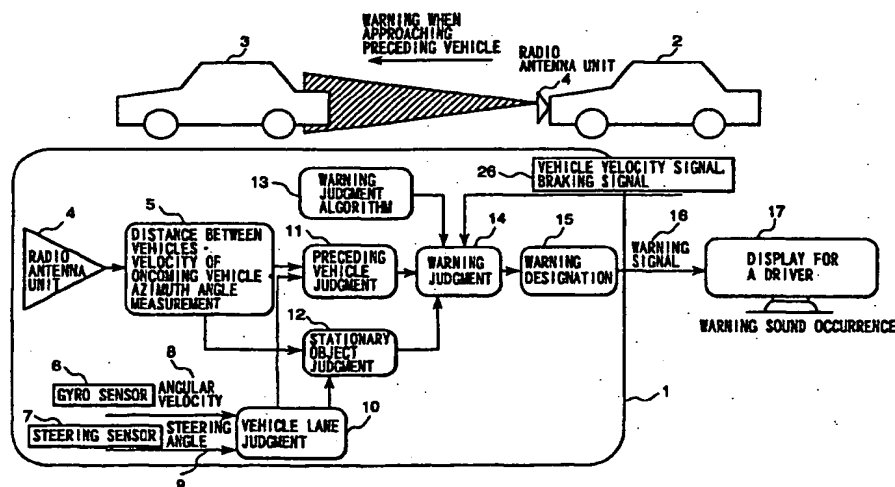 WARNING WHEN
APPROACHING
PRECEDING VEHICLE
3
2
RADIO
ANTENNA UNIT
4
26
VEHICLE VELOCITY SIGNAL,
BRAKING SIGNAL
13
WARNING
JUDGMENT
ALGORITHM
4
RADIO
ANTENNA
UNIT
5
DISTANCE BETWEEN
VEHICLES ·
VELOCITY OF
ONCOMING VEHICLE
AZIMUTH ANGLE
MEASUREMENT
11
PRECEDING
VEHICLE
JUDGMENT
14
WARNING
JUDGMENT
15
WARNING
DESIGNATION
16
WARNING
SIGNAL
17
DISPLAY FOR
A DRIVER
WARNING SOUND OCCURRENCE
12
STATIONARY
OBJECT
JUDGMENT
6
GYRO SENSOR
8
ANGULAR
VELOCITY
7
STEERING SENSOR
STEERING
ANGLE
9
VEHICLE LANE
JUDGMENT
10
1